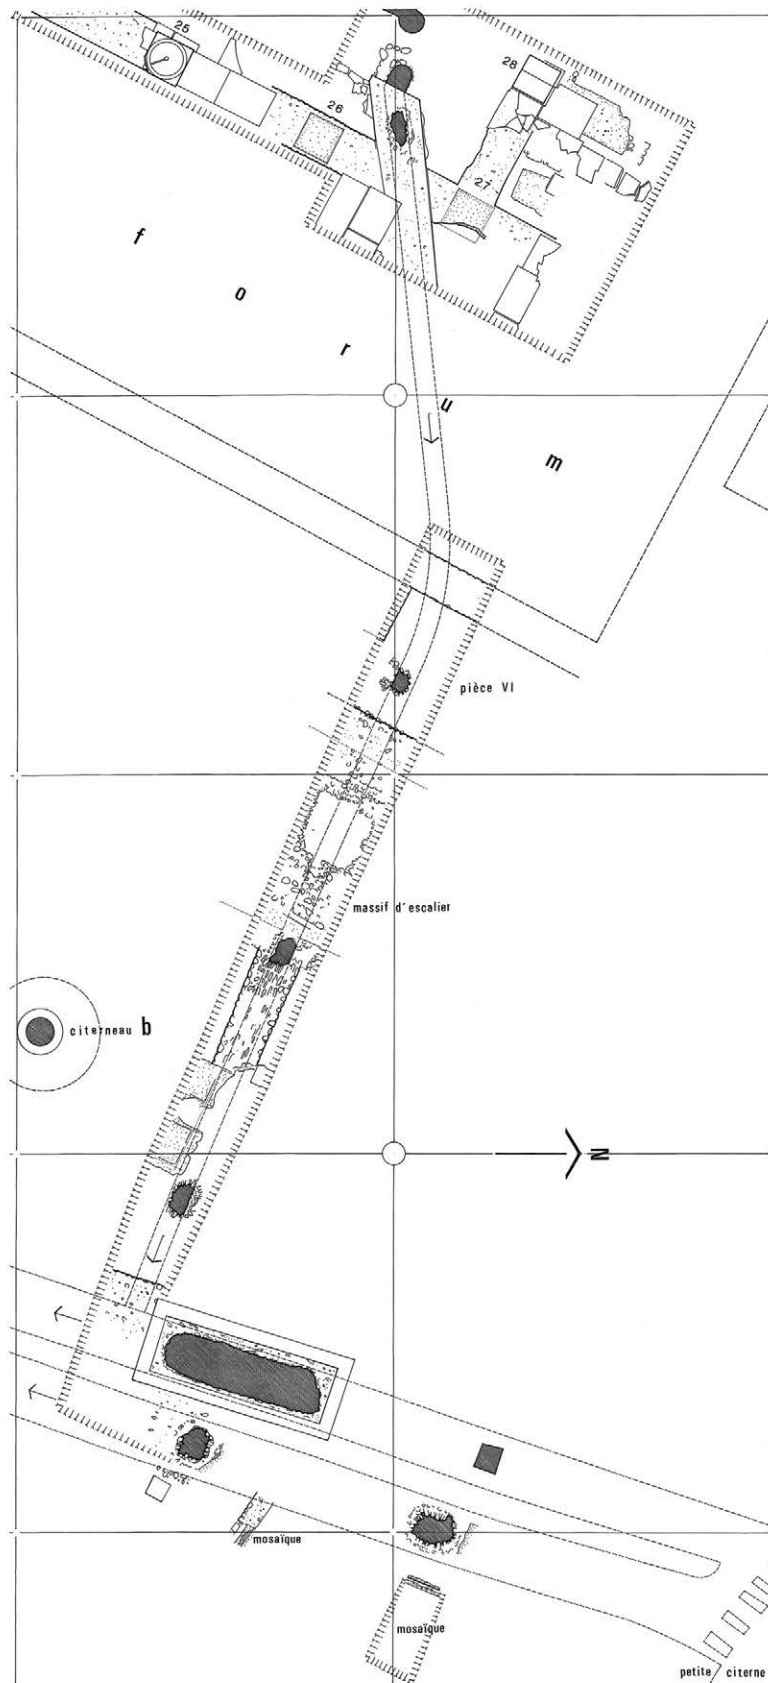 25
26
28
27
f
o
r
u
m
pièce VI
massif d'escalier
citerneau b
N
mosaïque
mosaïque
petite citerne